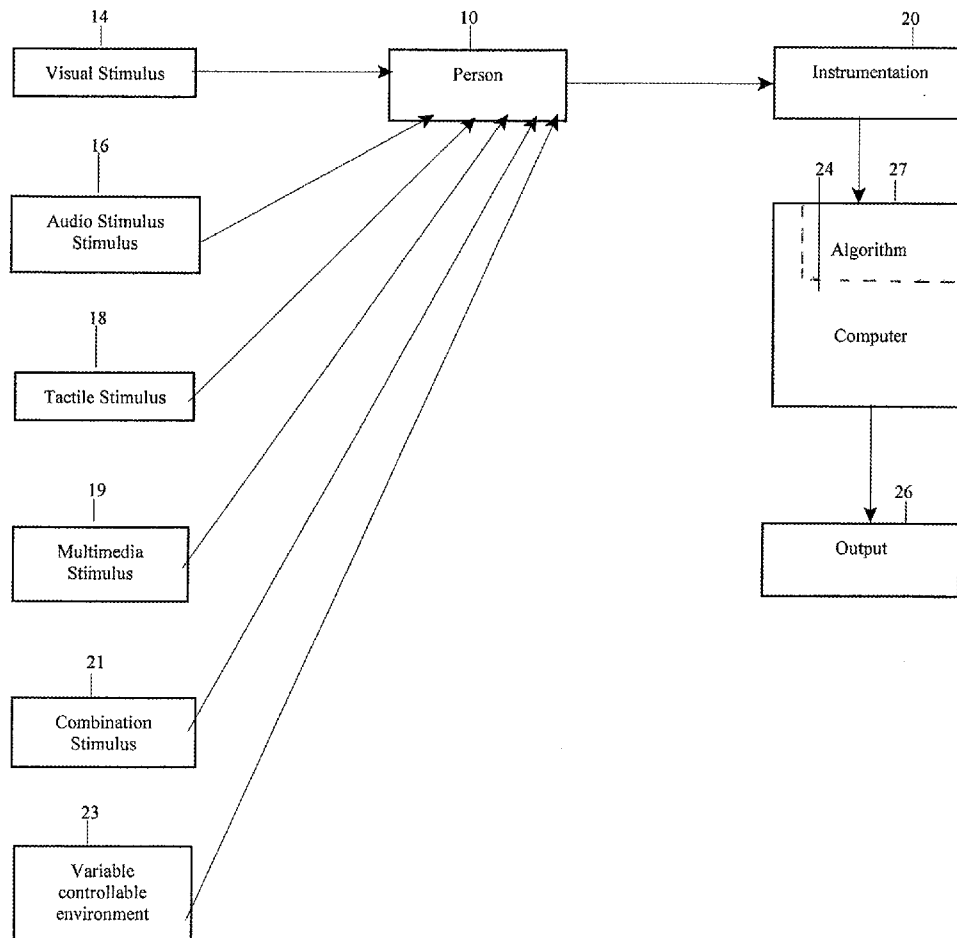 14
Visual Stimulus
10
Person
20
Instrumentation
16
Audio Stimulus
Stimulus
24
27
Algorithm
Computer
18
Tactile Stimulus
19
Multimedia
Stimulus
26
Output
21
Combination
Stimulus
23
Variable
controllable
environment